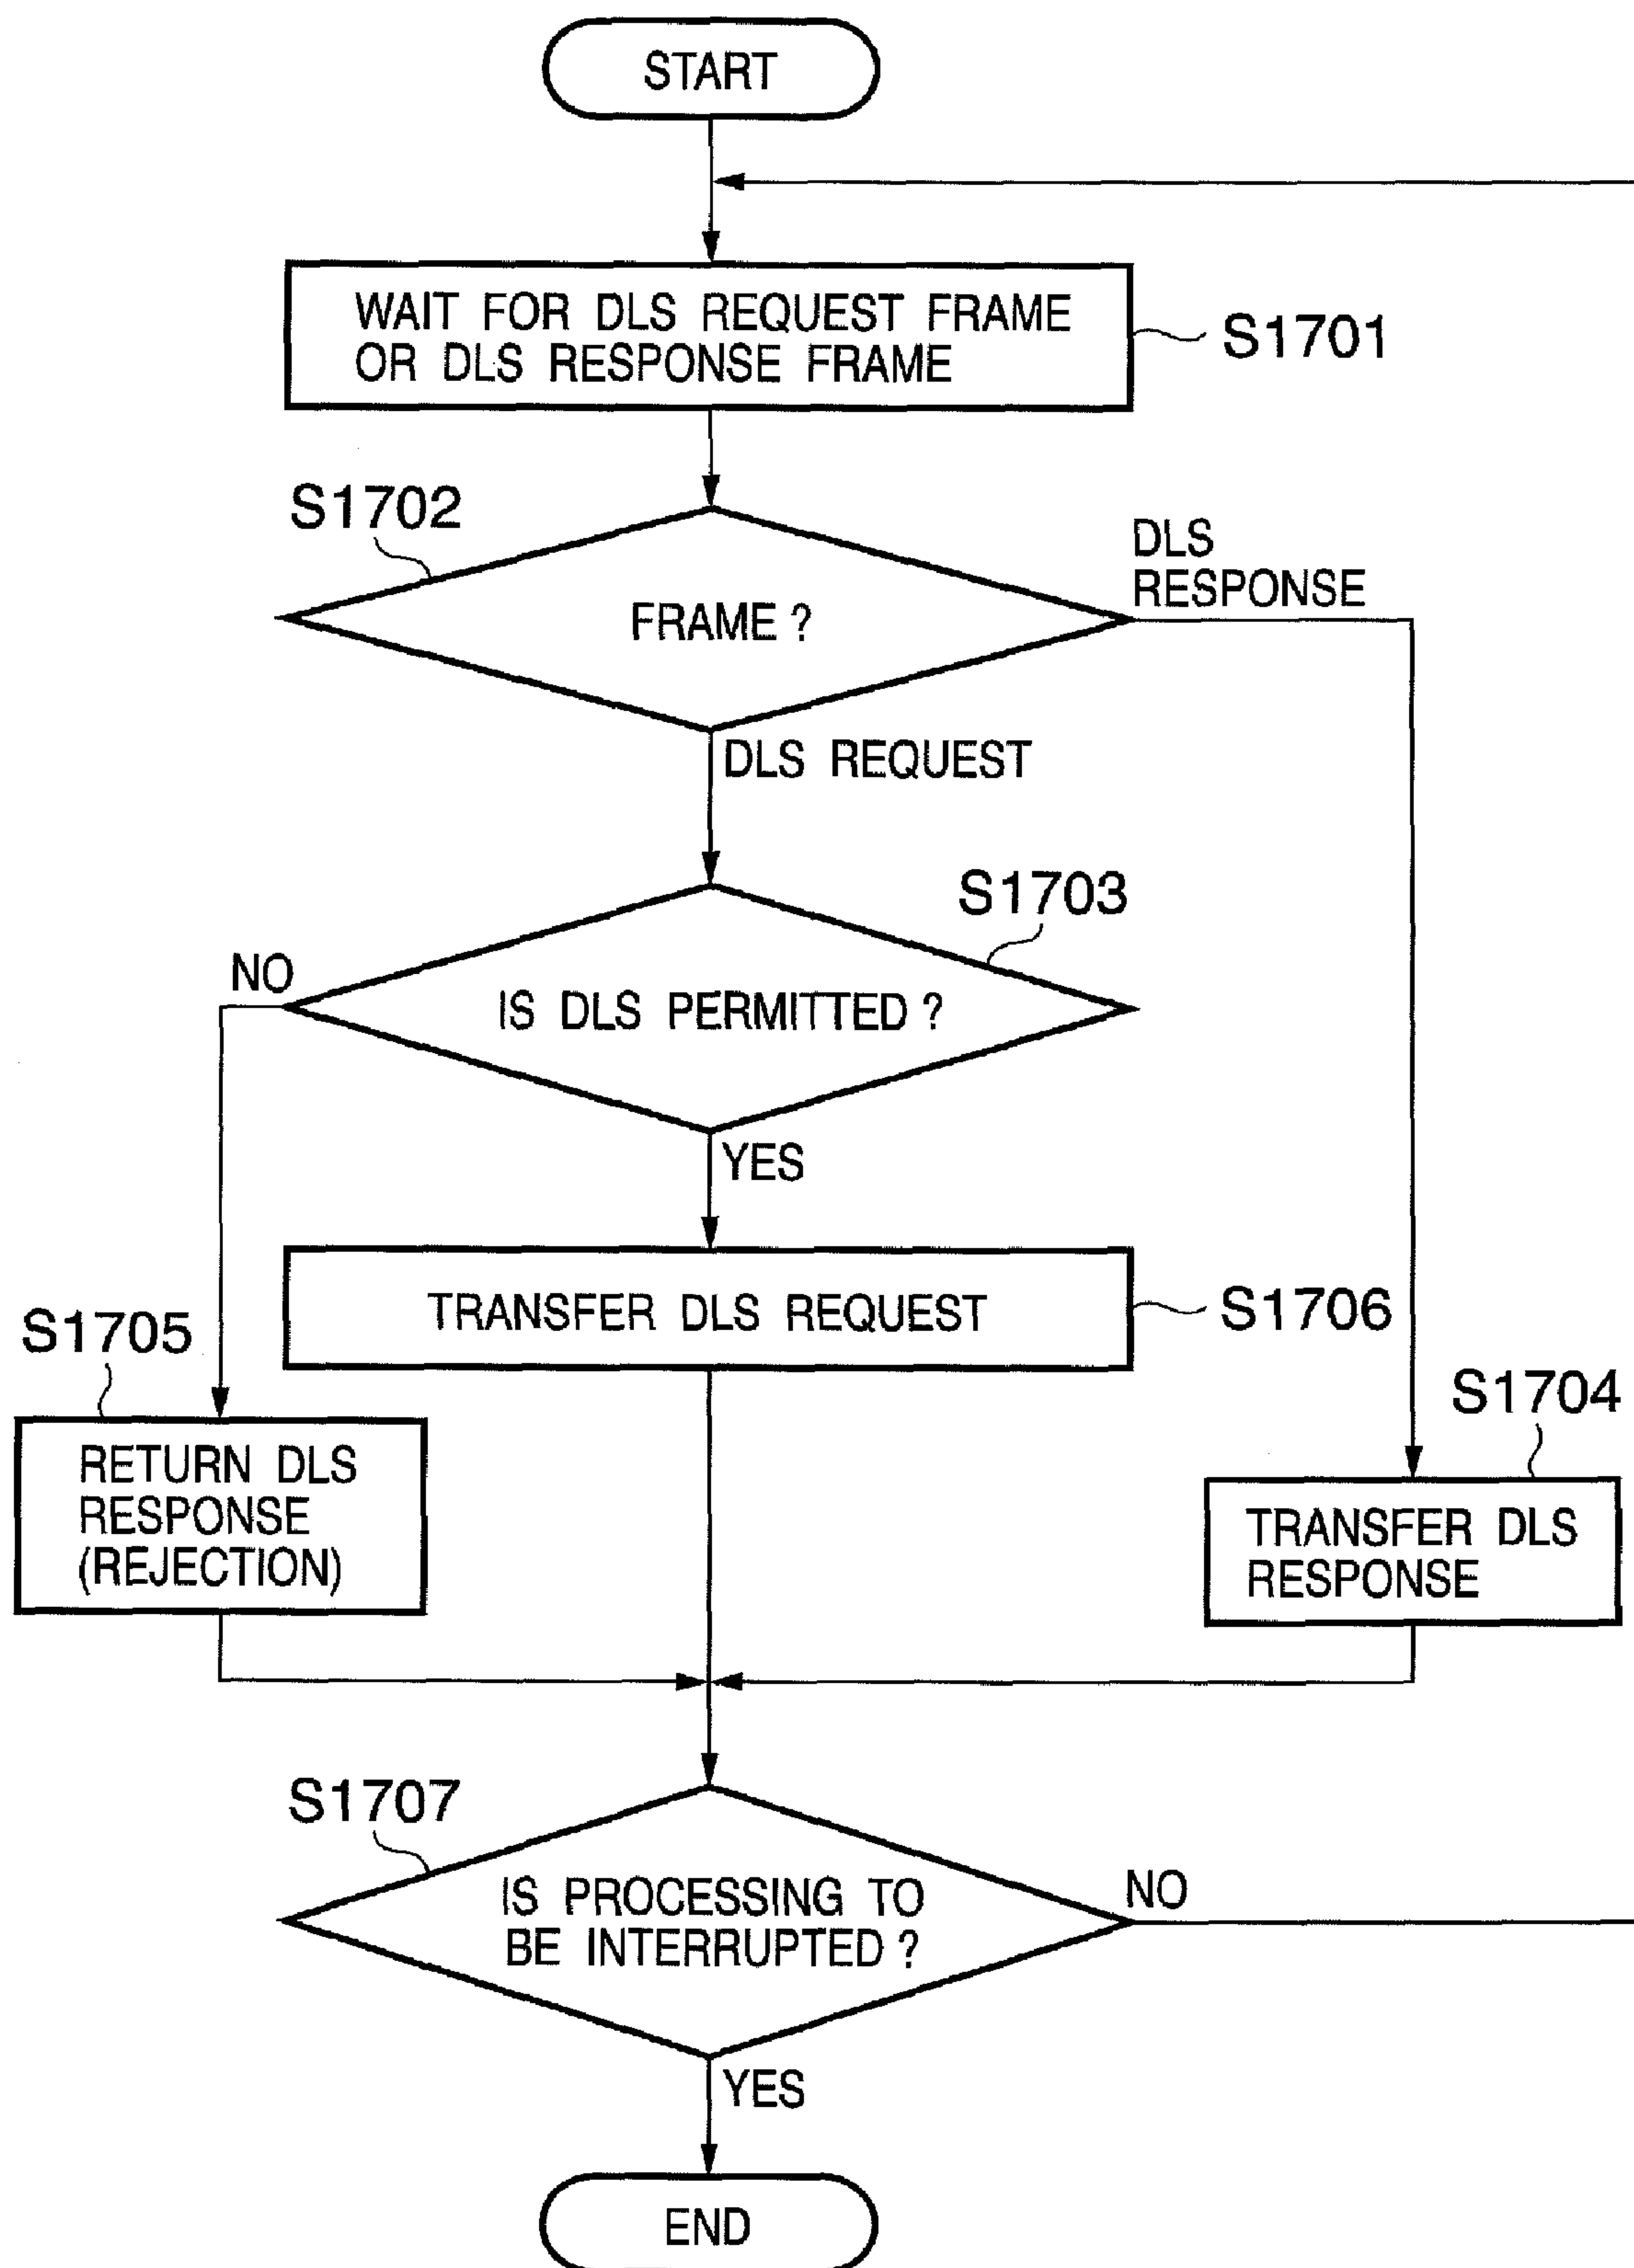 START
WAIT FOR DLS REQUEST FRAME
OR DLS RESPONSE FRAME
S1701
S1702
DLS
RESPONSE
FRAME ?
DLS REQUEST
S1703
NO
IS DLS PERMITTED ?
YES
TRANSFER DLS REQUEST
S1706
S1705
RETURN DLS
RESPONSE
(REJECTION)
S1704
TRANSFER DLS
RESPONSE
S1707
IS PROCESSING TO
BE INTERRUPTED ?
NO
YES
END